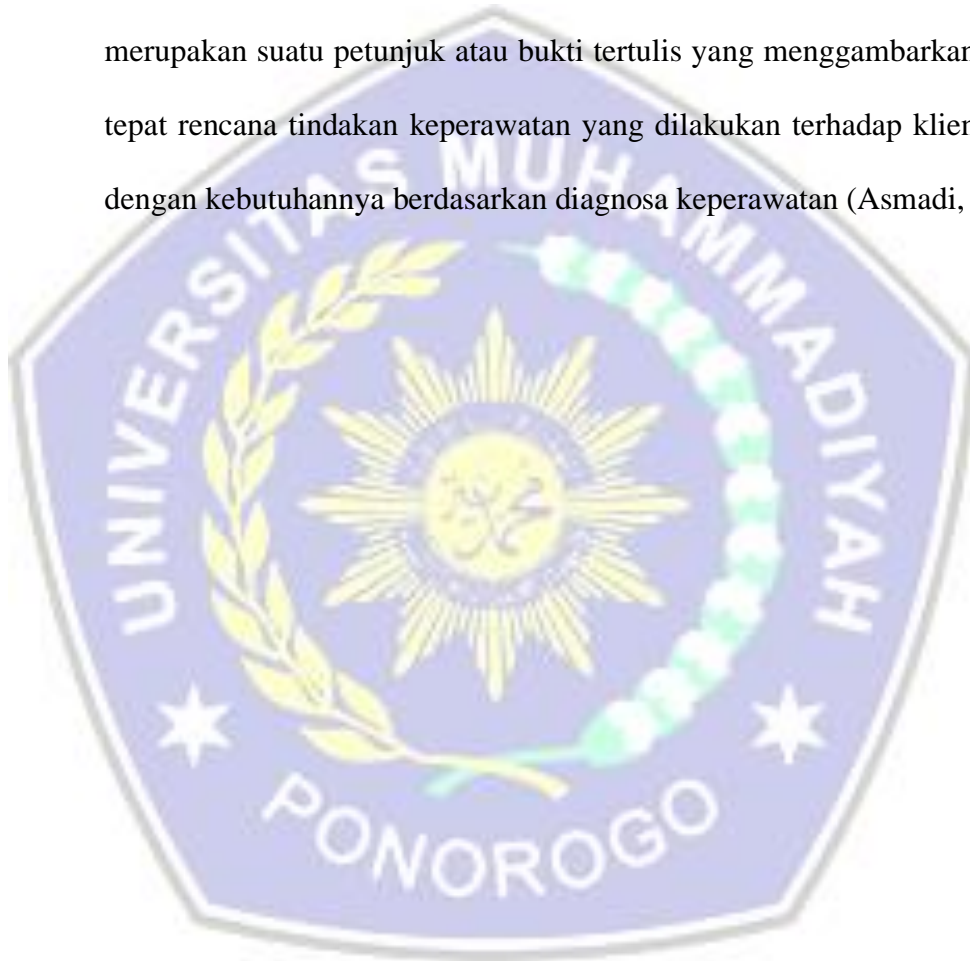 merupakan suatu petunjuk atau bukti tertulis yang menggambarkan
tepat rencana tindakan keperawatan yang dilakukan terhadap klien
dengan kebutuhannya berdasarkan diagnosa keperawatan (Asmadi,
UNIVERSITAS MUHAMMADIYAH
PONOROGO